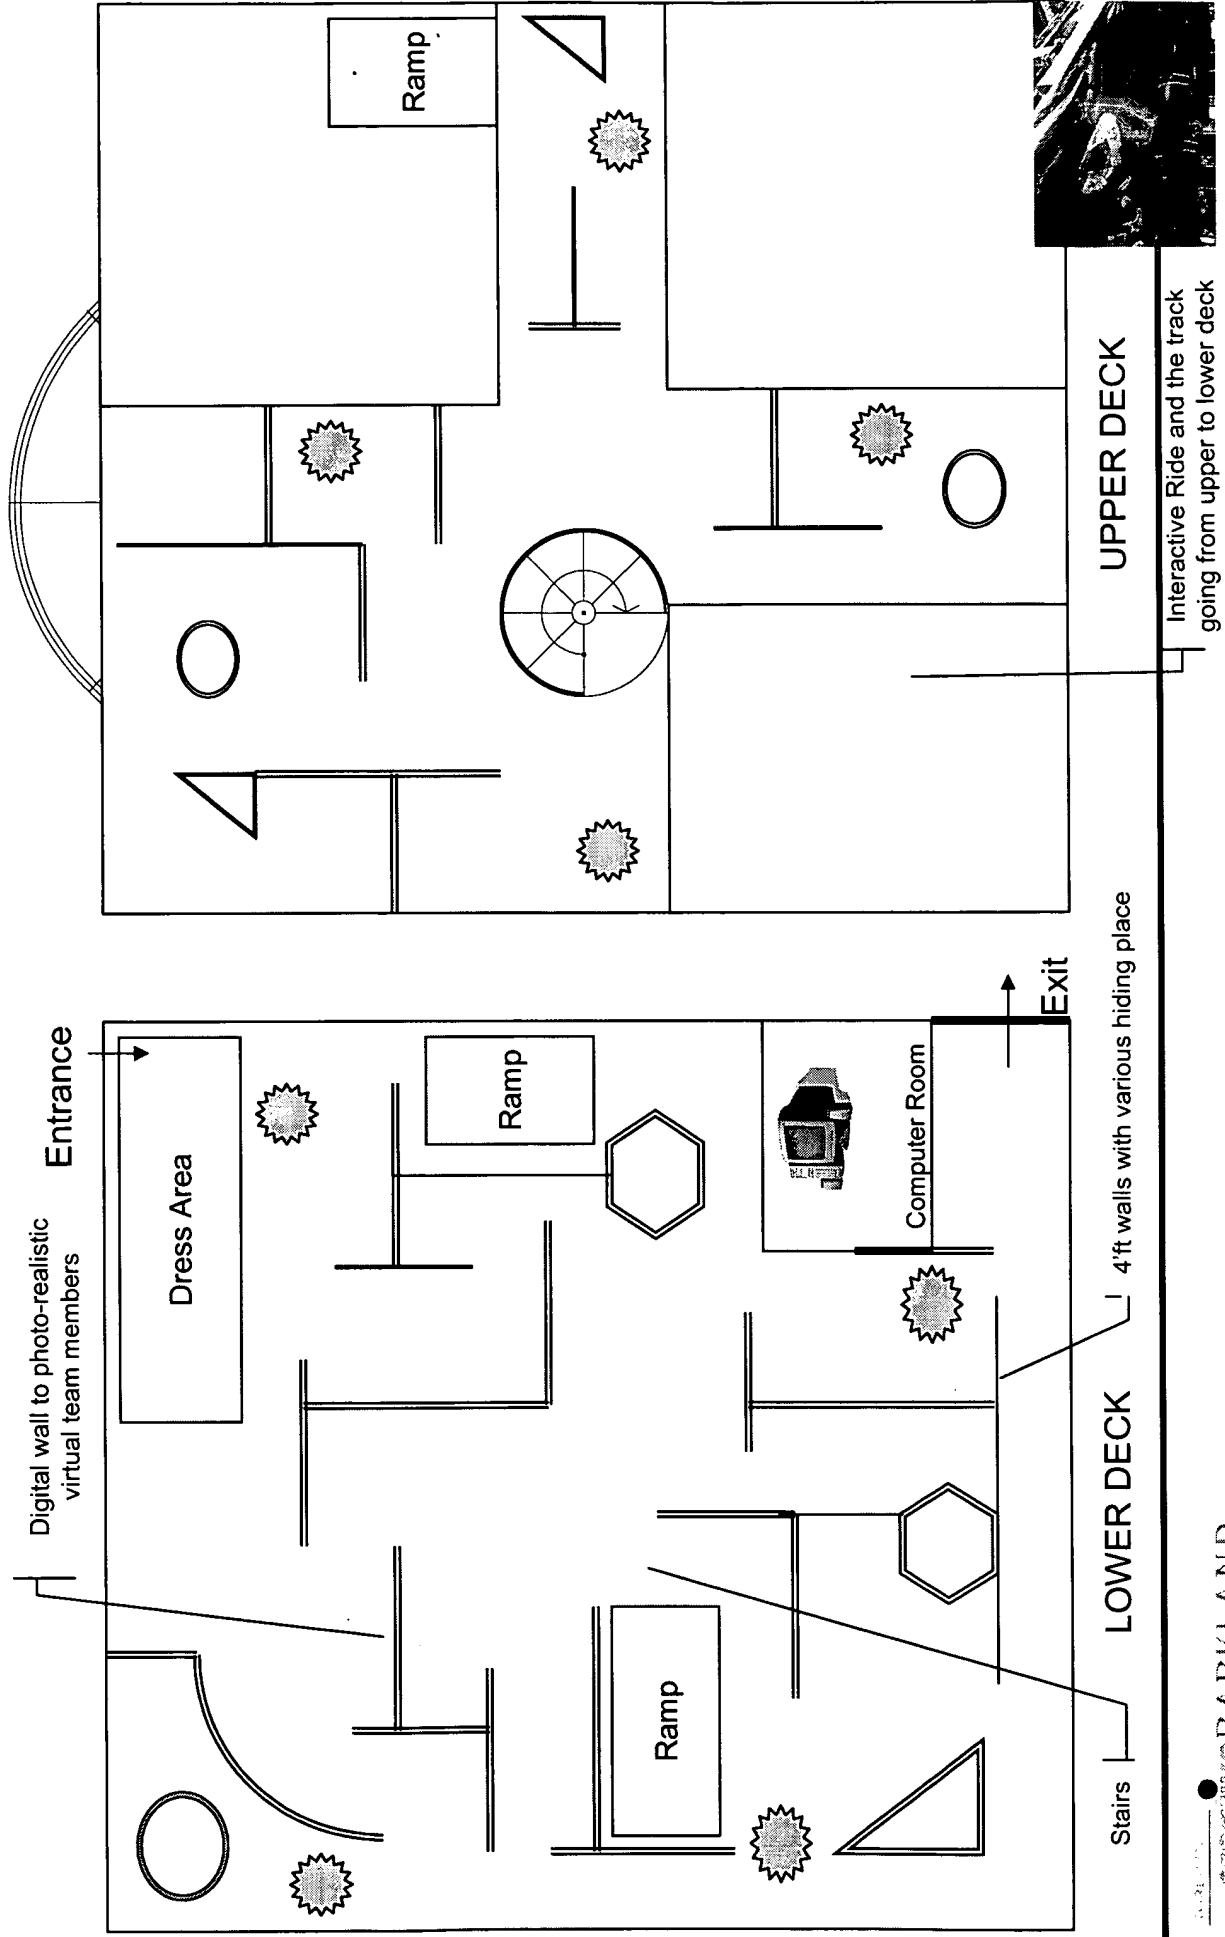 Digital wall to photo-realistic
virtual team members
Entrance
Dress Area
Ramp
Ramp
Computer Room
Exit
Stairs
LOWER DECK
4'ft walls with various hiding place
Ramp
UPPER DECK
Interactive Ride and the track
going from upper to lower deck